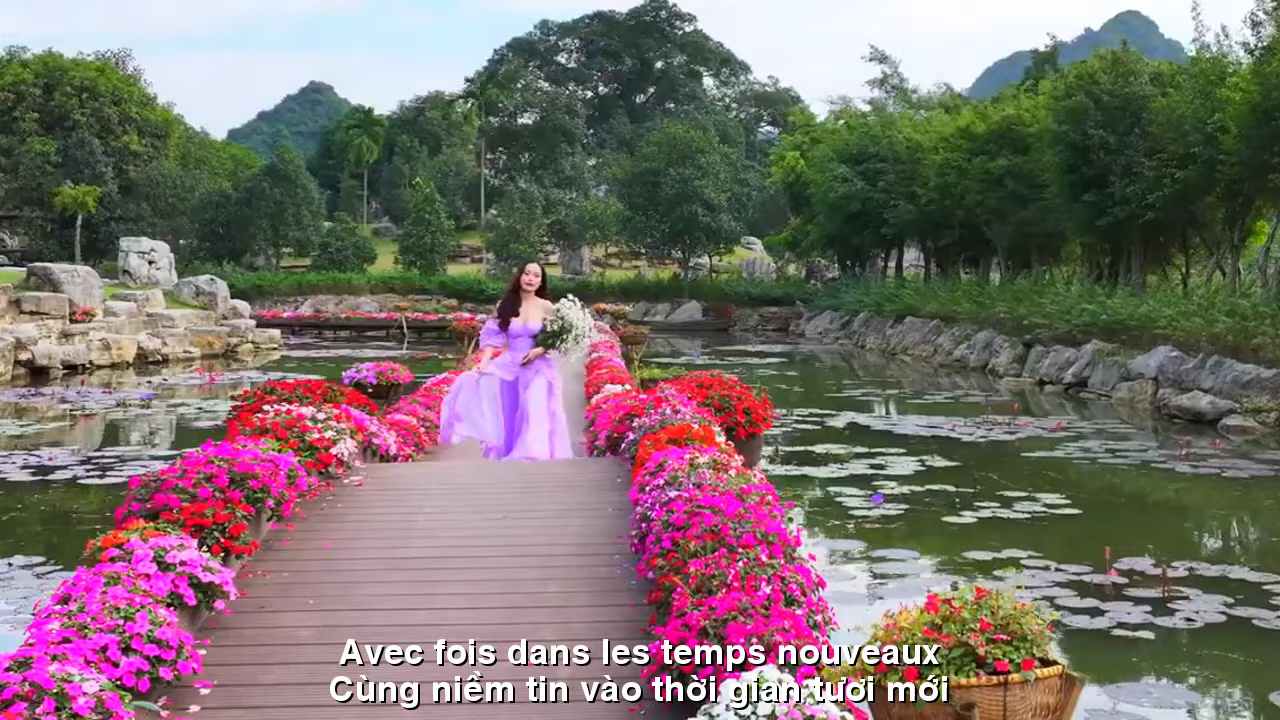 Avec fois dans les temps nouveaux
Cùng niềm tin vào thời gian tươi mới